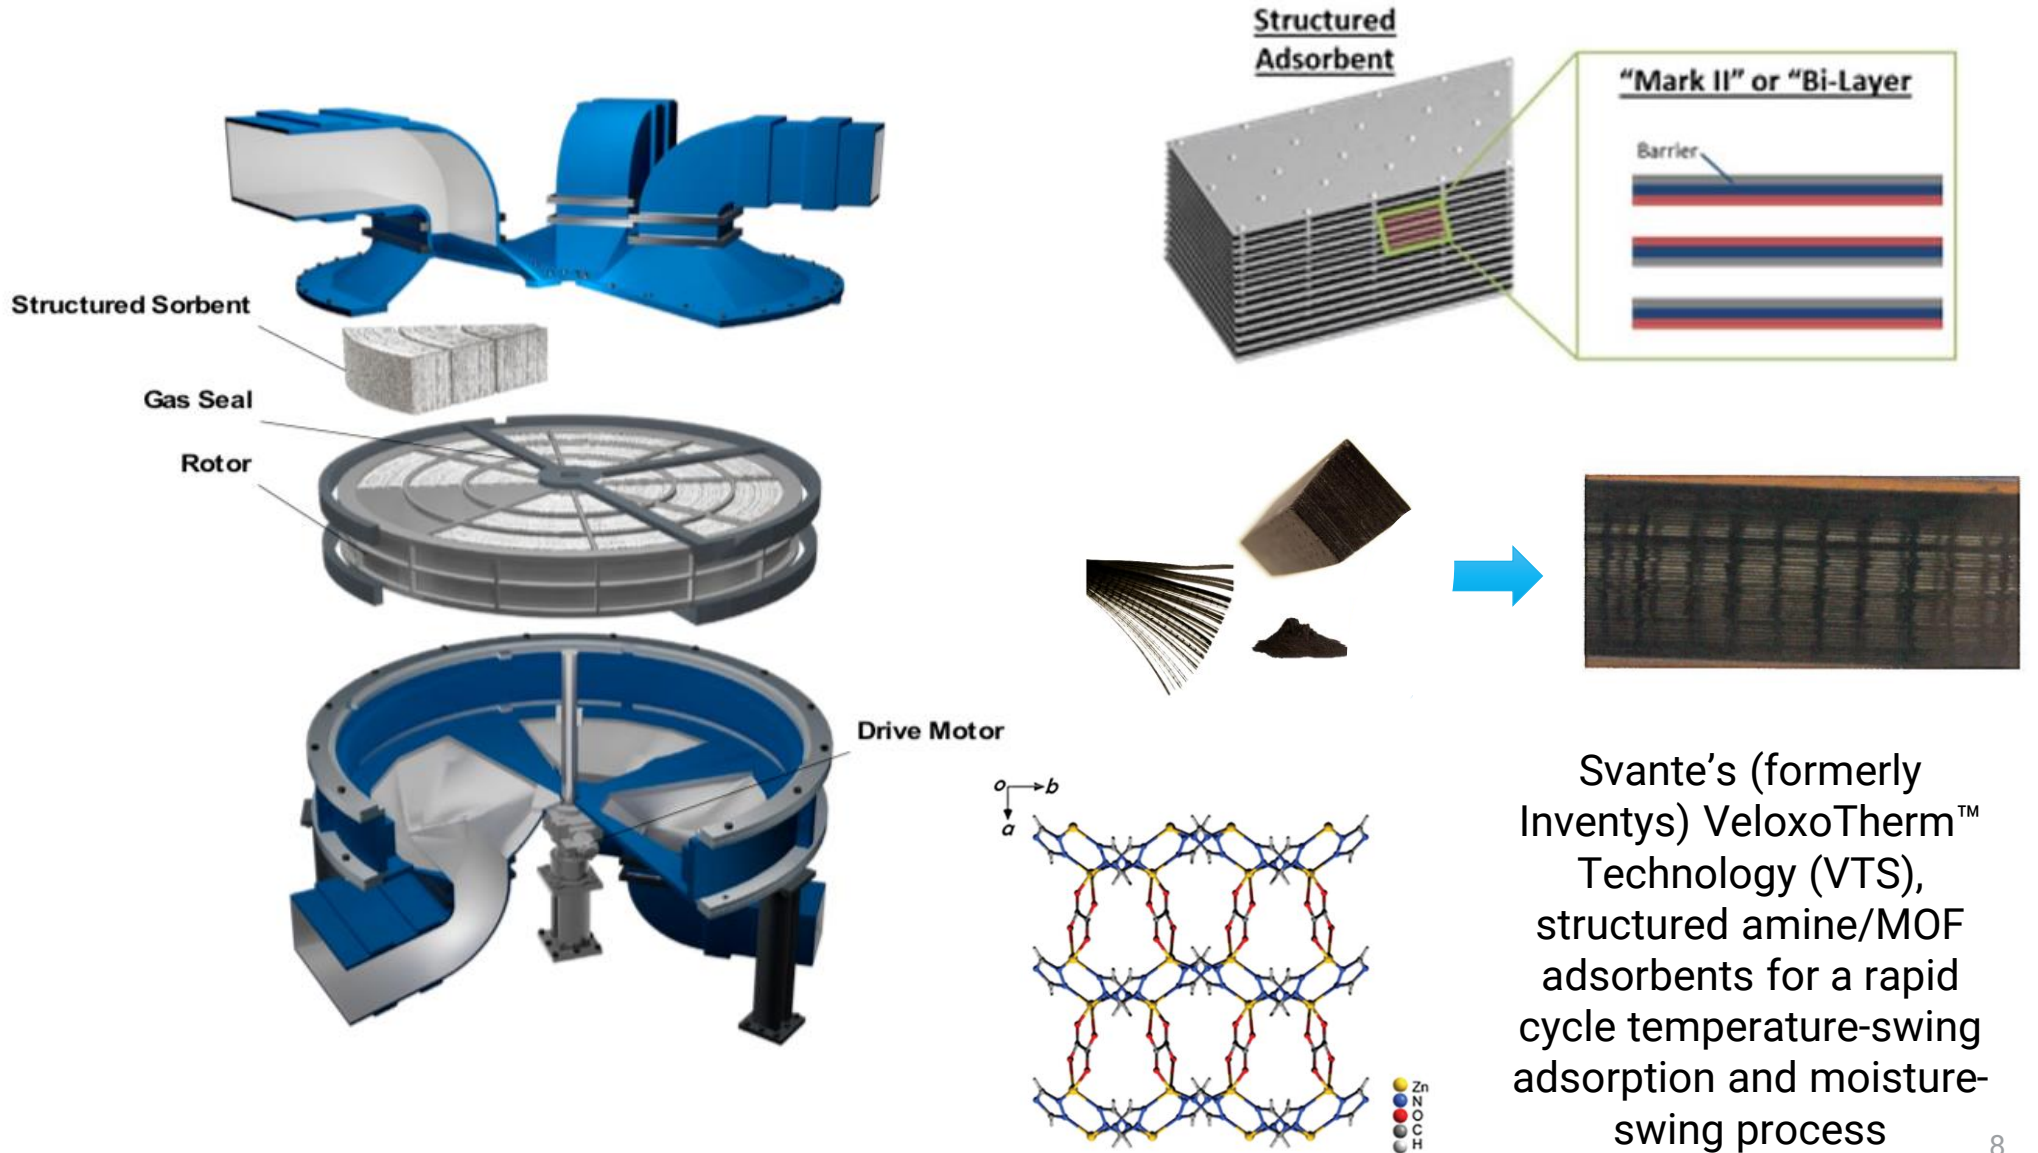 Structured
Adsorbent
“Mark II” or “Bi-Layer
Barrier
Structured Sorbent
Gas Seal
Rotor
Drive Motor
o
b
a
Zn
N
O
C
H
Svante’s (formerly
Inventys) VeloxoTherm™
Technology (VTS),
structured amine/MOF
adsorbents for a rapid
cycle temperature-swing
adsorption and moisture-
swing process
8